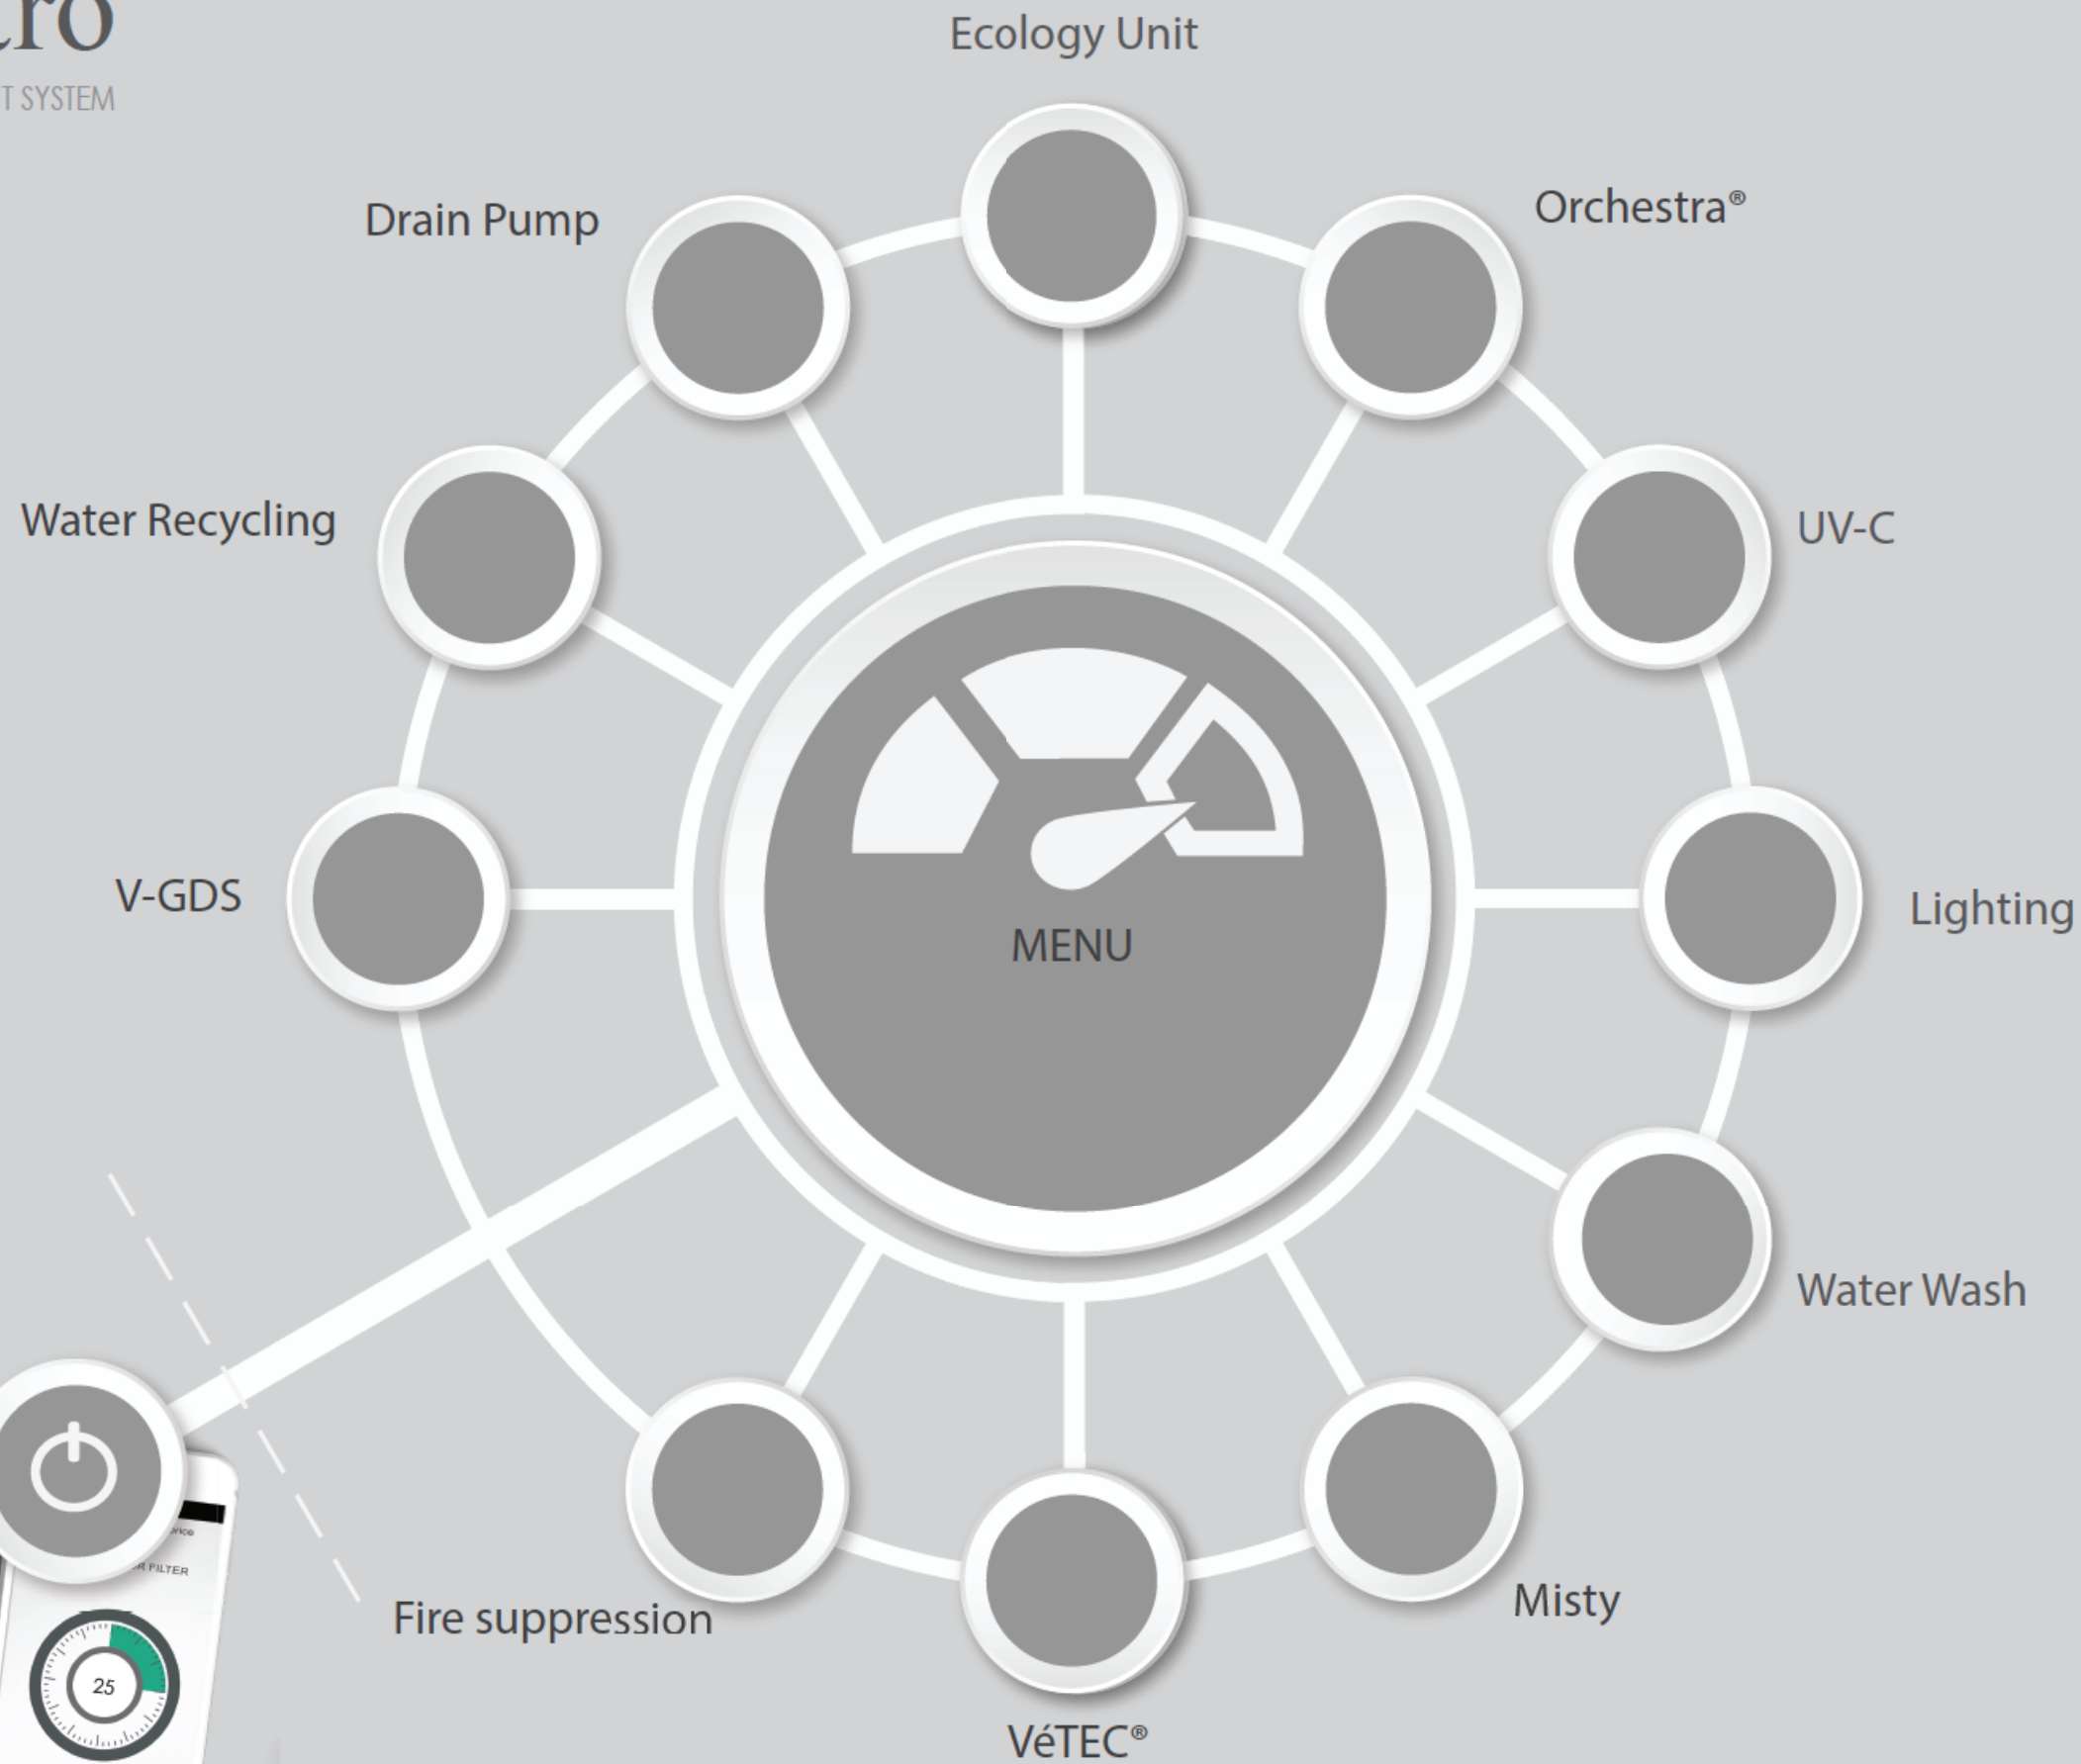 Ecology Unit
T SYSTEM
Drain Pump
Orchestra®
Water Recycling
UV-C
V-GDS
MENU
Lighting
Water Wash
FILTER
Fire suppression
Misty
25
VéTEC®